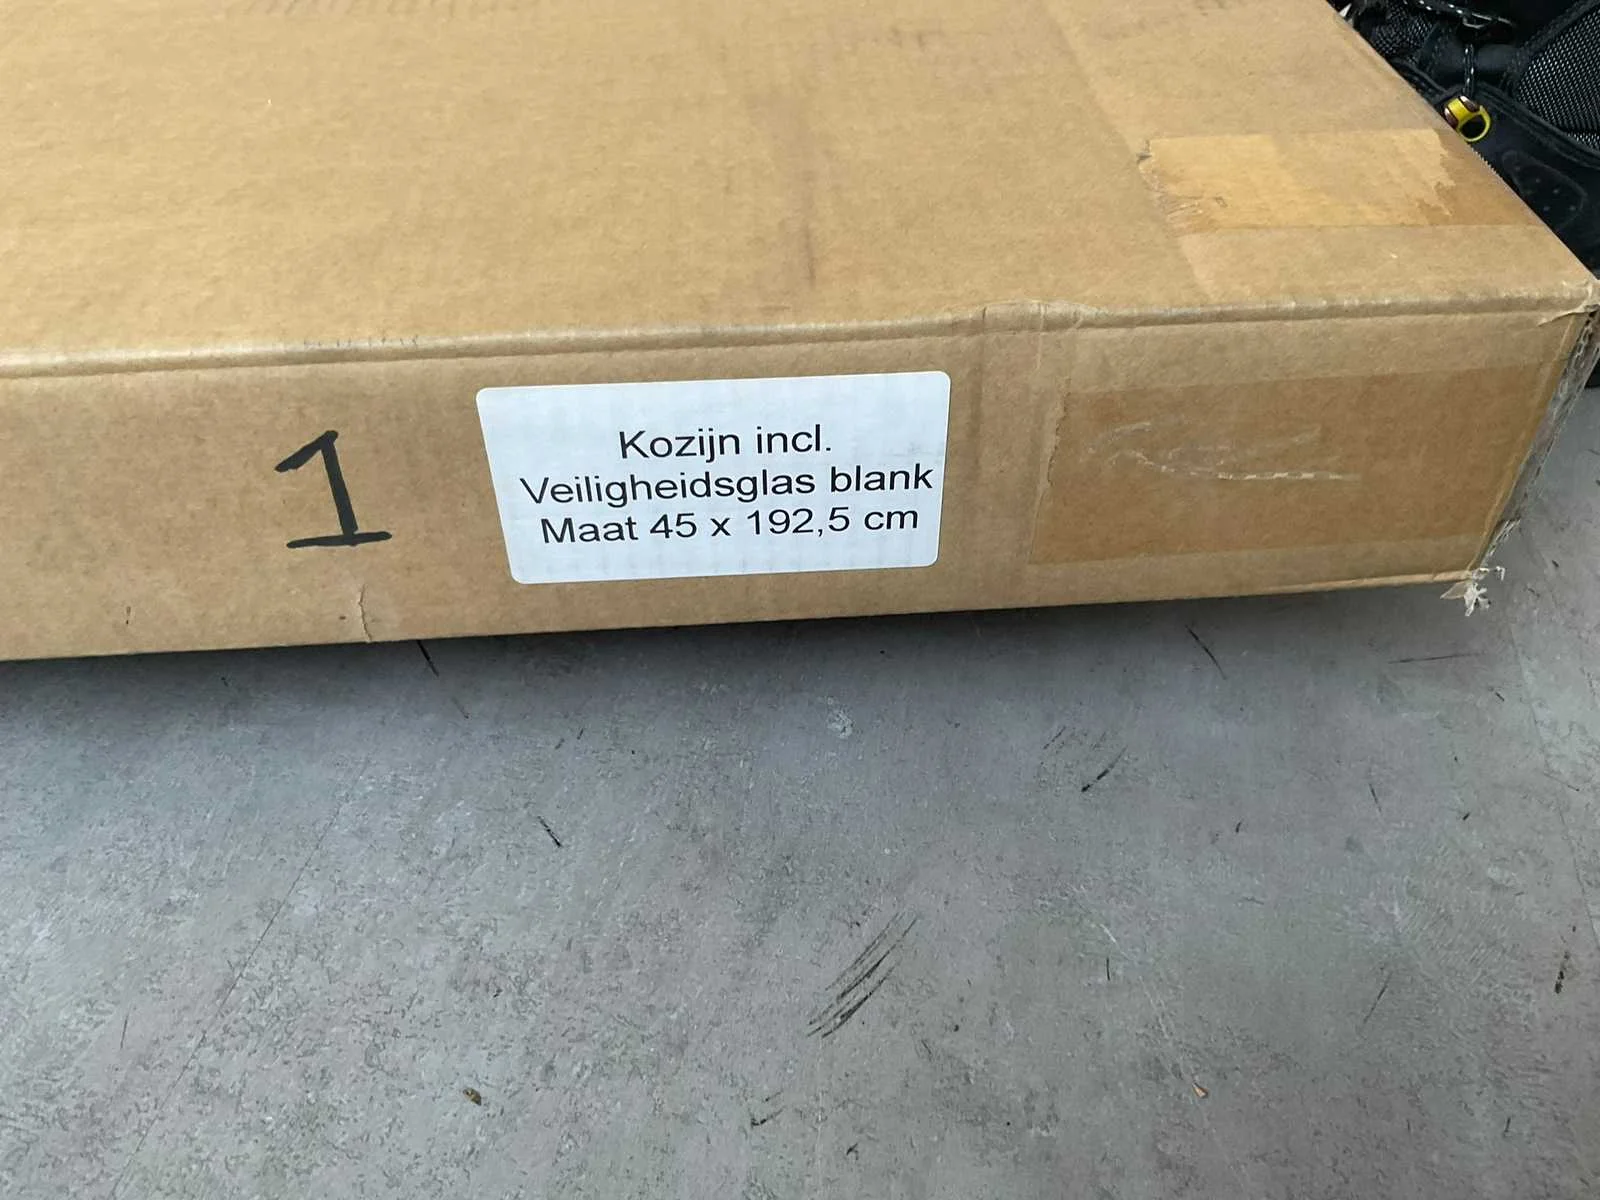 1
Kozijn incl.
Veiligheidsglas blank
Maat 45 x 192,5 cm